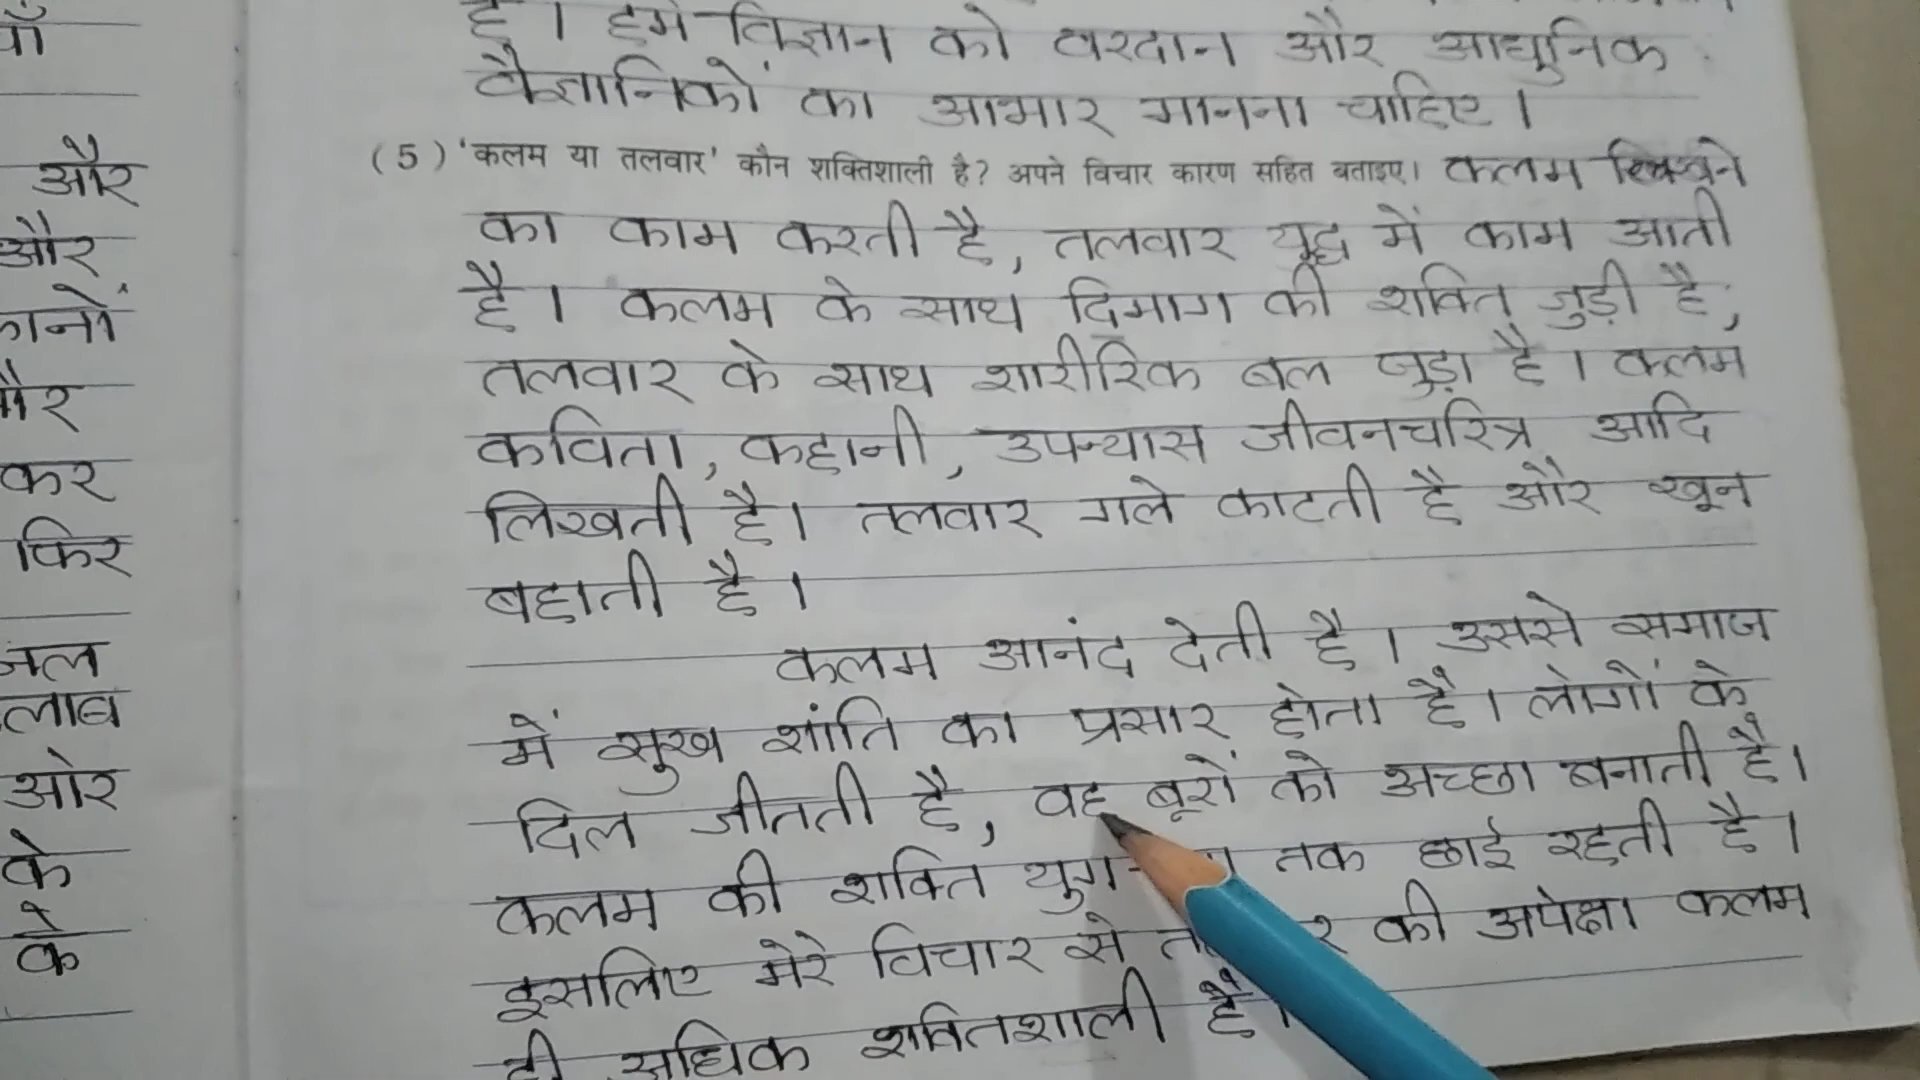 याँ
और
और
कानों
और
कर
फिर
जल
लाब
ओर
के
के
है। हमें विज्ञान को वरदान और आधुनिक
वैज्ञानिकों का आभार मानना चाहिए।
(5) 'कलम या तलवार' कौन शक्तिशाली है? अपने विचार कारण सहित बताइए। कलम लिखने
का काम करती है, तलवार युद्ध में काम आती
है। कलम के साथ दिमाग की शक्ति जुड़ी है,
तलवार के साथ शारीरिक बल जुड़ा है। कलम
कविता, कहानी, उपन्यास जीवनचरित्र आदि
लिखती है। तलवार गले काटती है और खून
बहाती है।
कलम आनंद देती है। उससे समाज
में सुख शांति का प्रसार होता है। लोगों के
दिल जीतती है, वह बूरों को अच्छा बनाती है।
कलम की शक्ति युग- तक छाई रहती है।
इसलिए मेरे विचार से की अपेक्षा कलम
ही अधिक शक्तिशाली है।